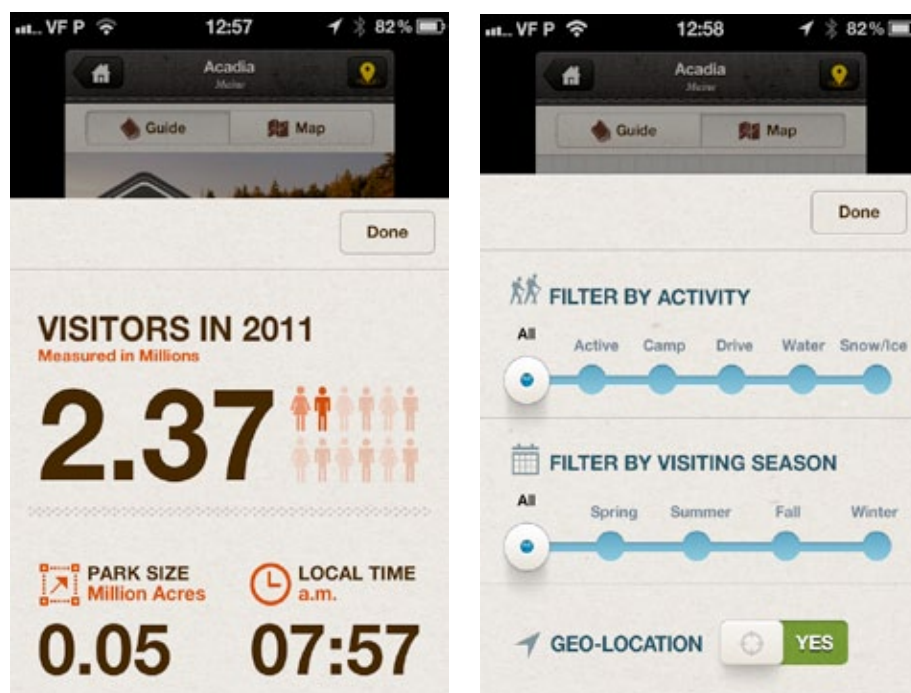 VF P 12:57 82%
Acadia
Maine
Guide Map
Done
VISITORS IN 2011
Measured in Millions
2.37
PARK SIZE
Million Acres
0.05
LOCAL TIME
a.m.
07:57
VF P 12:58 82%
Acadia
Maine
Guide Map
Done
FILTER BY ACTIVITY
All Active Camp Drive Water Snow/Ice
FILTER BY VISITING SEASON
All Spring Summer Fall Winter
GEO-LOCATION YES